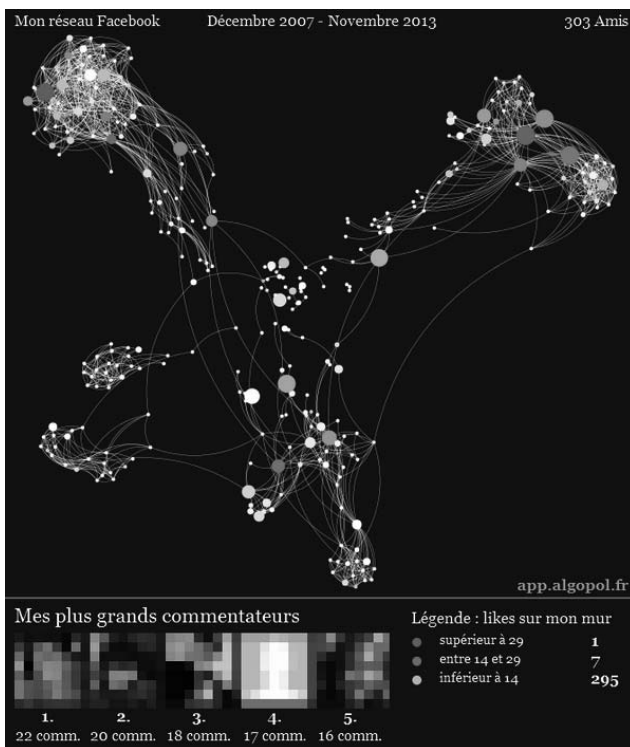 Mon réseau Facebook Décembre 2007 - Novembre 2013 303 Amis
app.algopol.fr
Mes plus grands commentateurs
Légende : likes sur mon mur
supérieur à 29 1
entre 14 et 29 7
inférieur à 14 295
1. 2. 3. 4. 5.
22 comm. 20 comm. 18 comm. 17 comm. 16 comm.